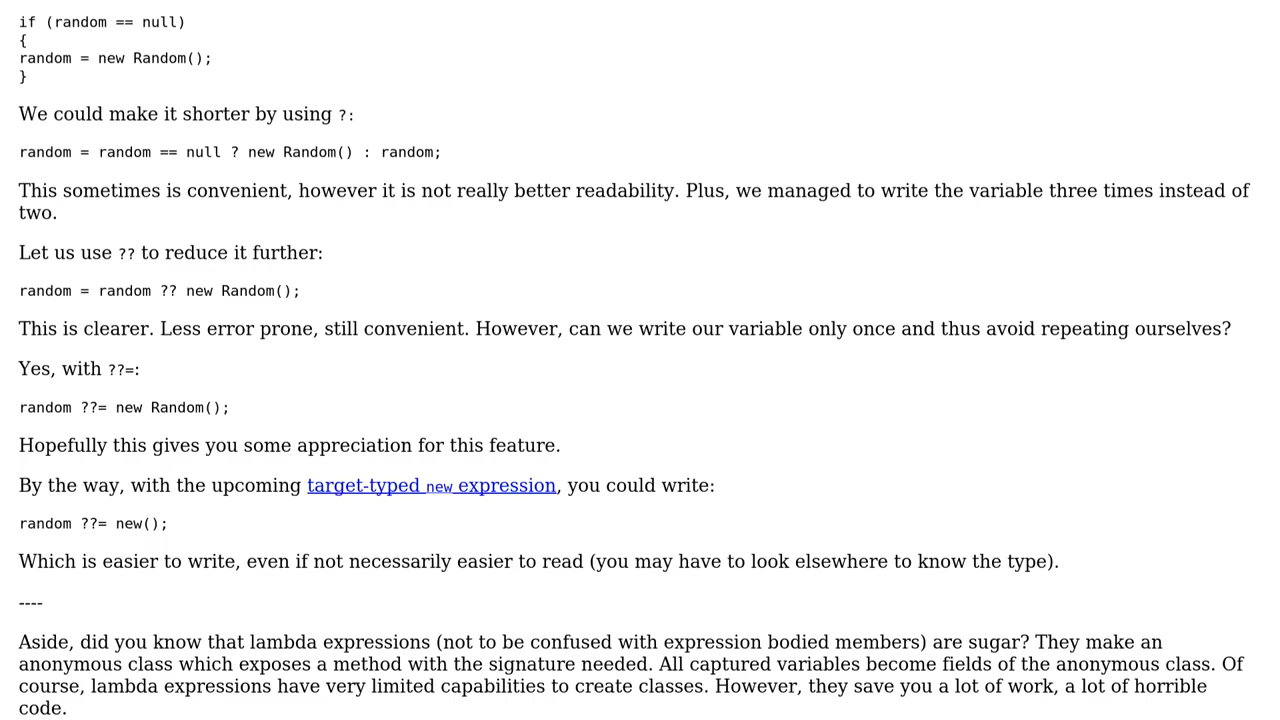 if (random == null)
{
random = new Random();
}
We could make it shorter by using ?:
random = random == null ? new Random() : random;
This sometimes is convenient, however it is not really better readability. Plus, we managed to write the variable three times instead of
two.
Let us use ?? to reduce it further:
random = random ?? new Random();
This is clearer. Less error prone, still convenient. However, can we write our variable only once and thus avoid repeating ourselves?
Yes, with ??=:
random ??= new Random();
Hopefully this gives you some appreciation for this feature.
By the way, with the upcoming target-typed new expression, you could write:
random ??= new();
Which is easier to write, even if not necessarily easier to read (you may have to look elsewhere to know the type).
----
Aside, did you know that lambda expressions (not to be confused with expression bodied members) are sugar? They make an
anonymous class which exposes a method with the signature needed. All captured variables become fields of the anonymous class. Of
course, lambda expressions have very limited capabilities to create classes. However, they save you a lot of work, a lot of horrible
code.